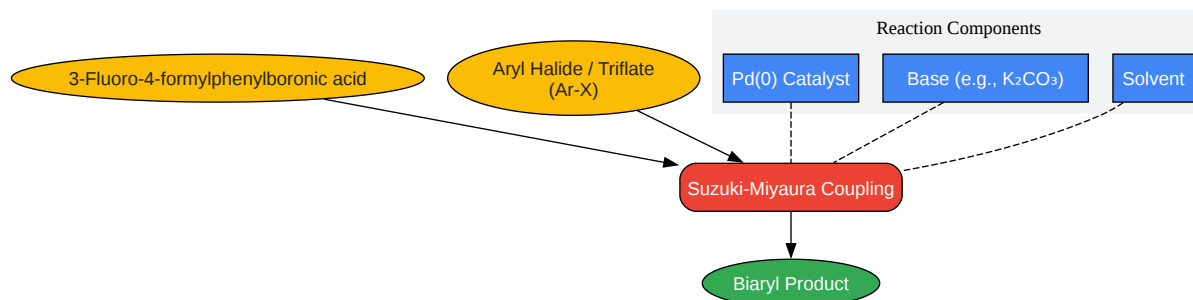 Reaction Components
3-Fluoro-4-formylphenylboronic acid
Aryl Halide / Triflate
(Ar-X)
Pd(0) Catalyst
Base (e.g., K₂CO₃)
Solvent
Suzuki-Miyaura Coupling
Biaryl Product